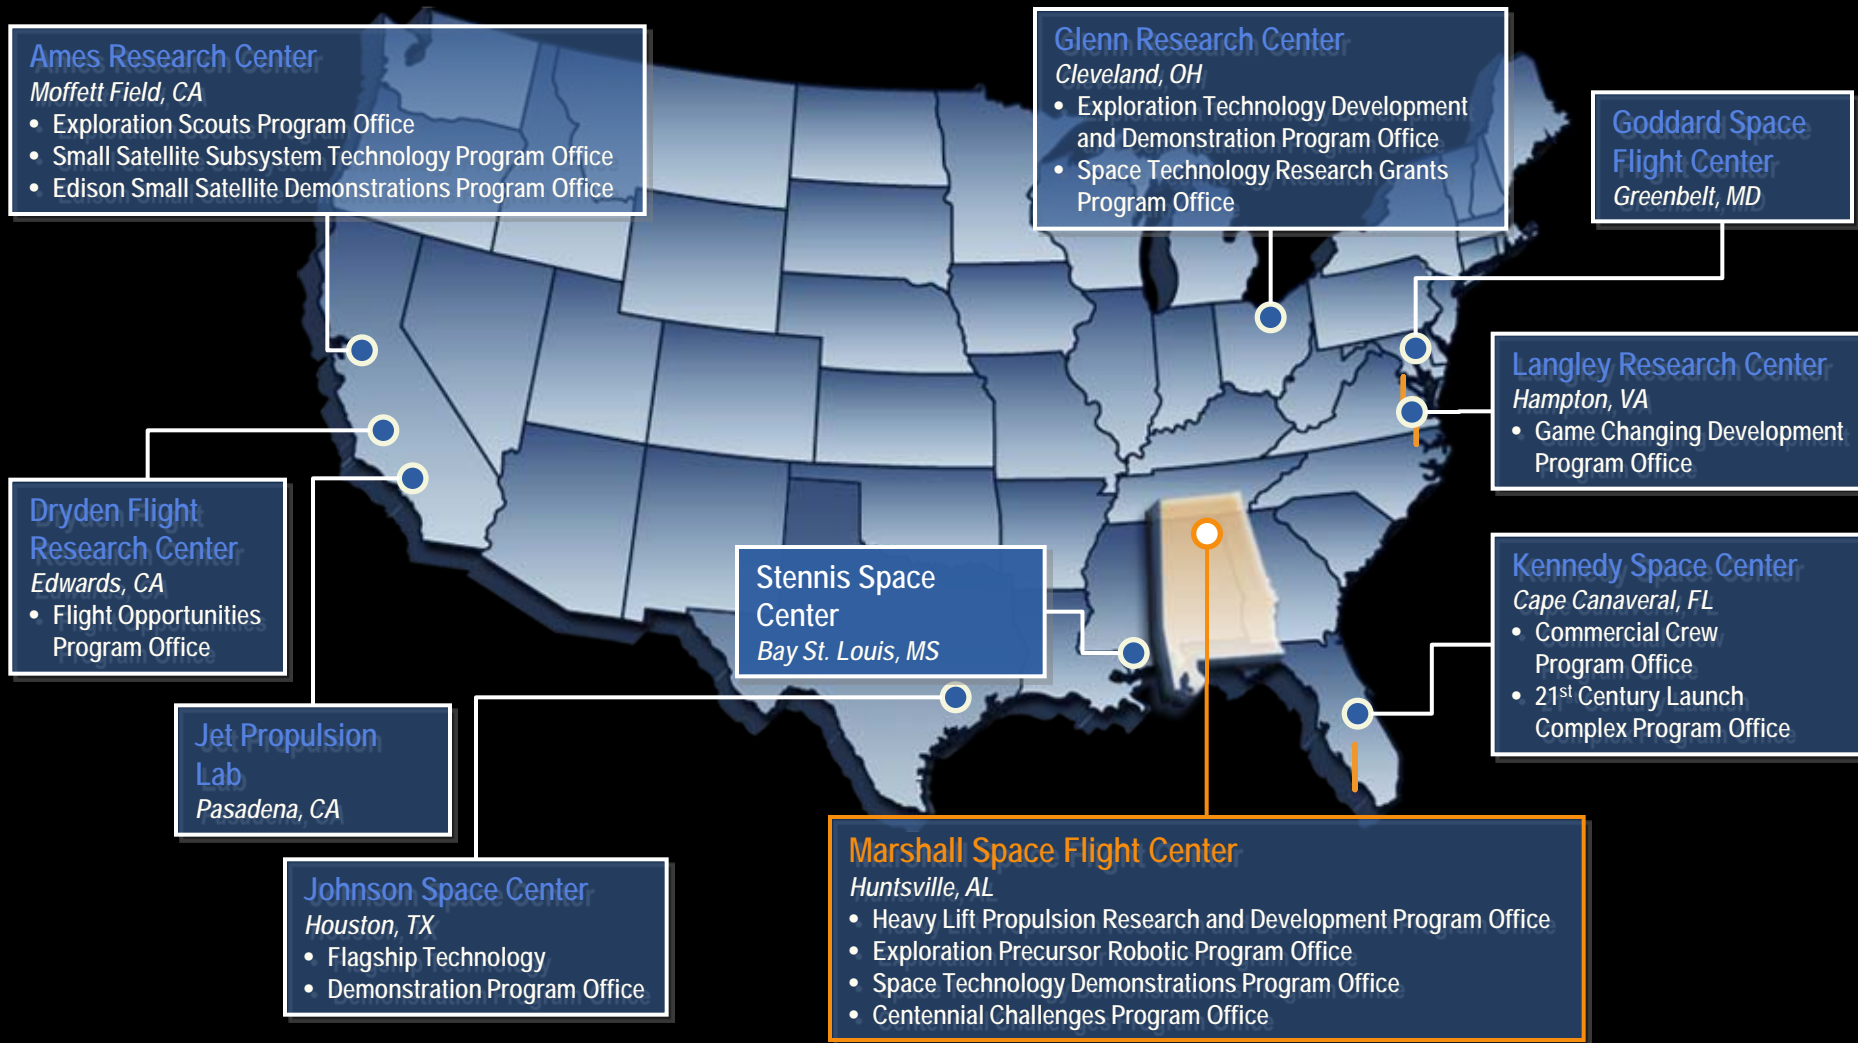 Ames Research Center
Moffett Field, CA
• Exploration Scouts Program Office
• Small Satellite Subsystem Technology Program Office
• Edison Small Satellite Demonstrations Program Office
Glenn Research Center
Cleveland, OH
• Exploration Technology Development
and Demonstration Program Office
• Space Technology Research Grants
Program Office
Goddard Space
Flight Center
Greenbelt, MD
Langley Research Center
Hampton, VA
• Game Changing Development
Program Office
Dryden Flight
Research Center
Edwards, CA
• Flight Opportunities
Program Office
Stennis Space
Center
Bay St. Louis, MS
Kennedy Space Center
Cape Canaveral, FL
• Commercial Crew
Program Office
• 21st Century Launch
Complex Program Office
Jet Propulsion
Lab
Pasadena, CA
Johnson Space Center
Houston, TX
• Flagship Technology
• Demonstration Program Office
Marshall Space Flight Center
Huntsville, AL
• Heavy Lift Propulsion Research and Development Program Office
• Exploration Precursor Robotic Program Office
• Space Technology Demonstrations Program Office
• Centennial Challenges Program Office